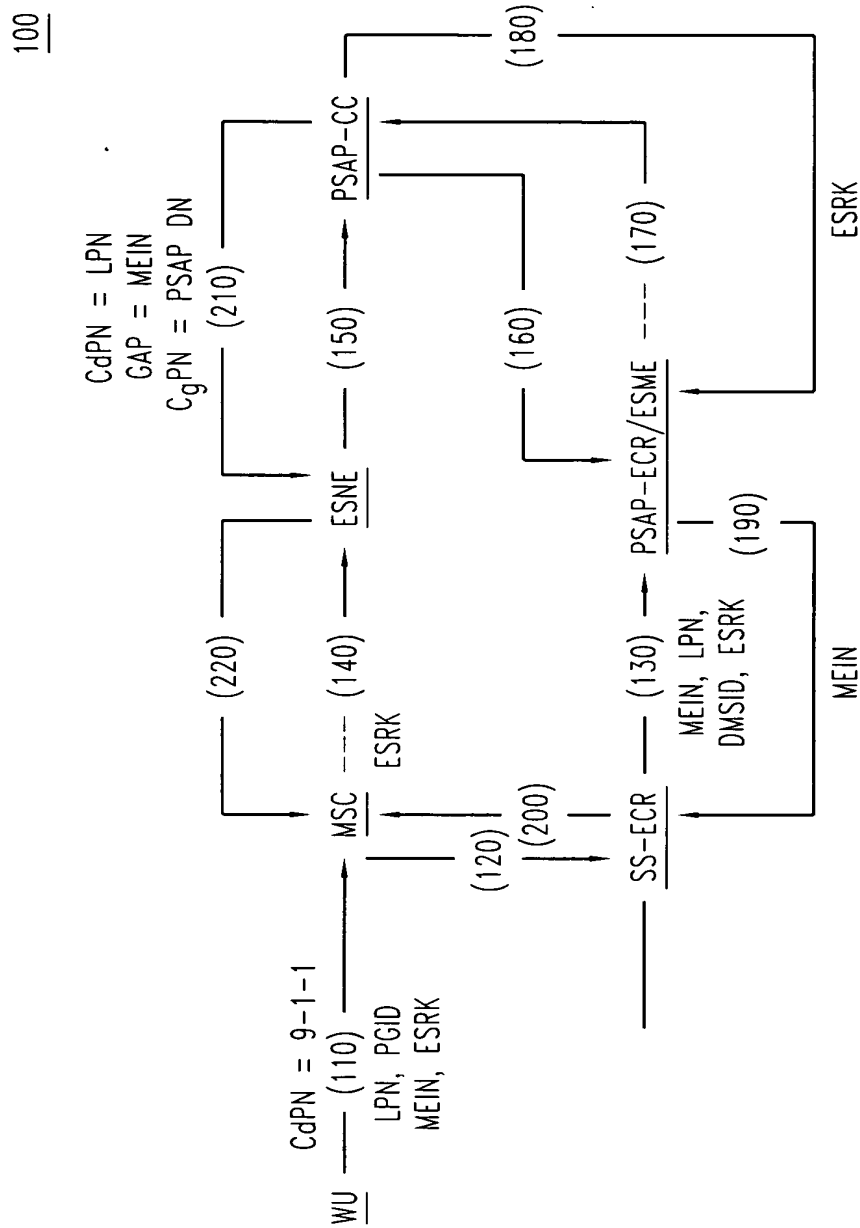 100
CdPN = LPN
GAP = MEIN
CgPN = PSAP DN
(210)
(220)
CdPN = 9-1-1
WU
(110)
MSC
(140)
ESNE
(150)
PSAP-CC
LPN, PGID
MEIN, ESRK
ESRK
(120)
(200)
(160)
(180)
SS-ECR
(130)
PSAP-ECR/ESME
(170)
MEIN, LPN,
DMSID, ESRK
(190)
MEIN
ESRK